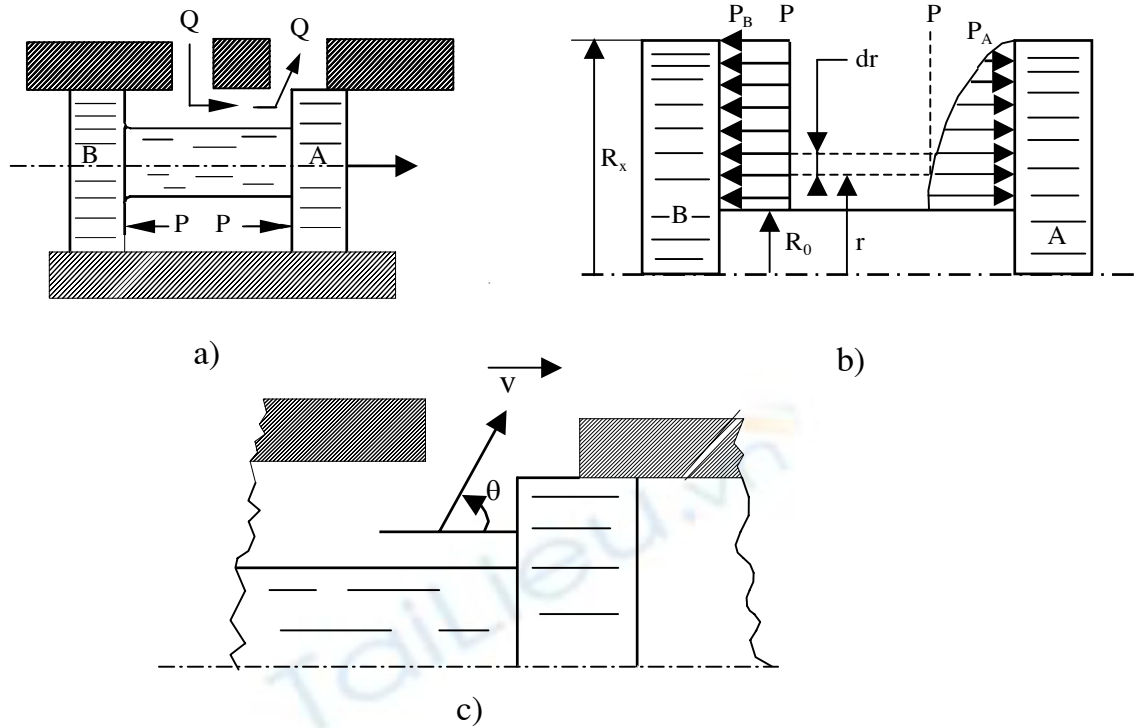 Q
Q
B
A
P P
a)
P_B P P P_A
dr
R_x
B
R_0 r A
b)
v
θ
c)
TaiLieu.vn